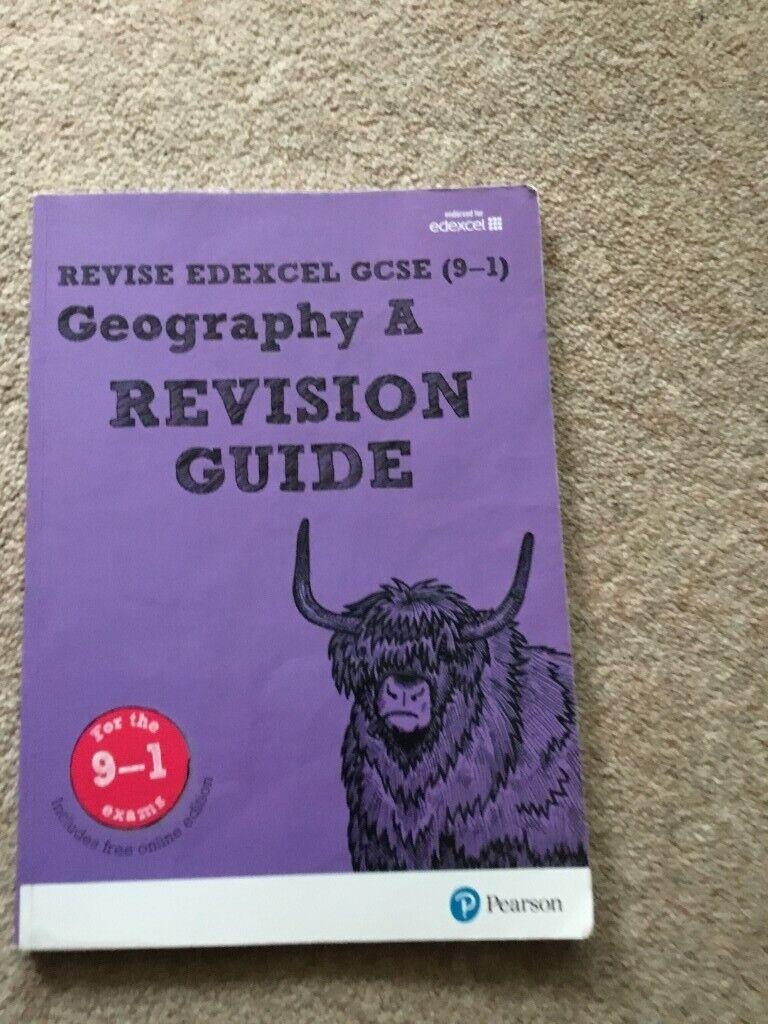 endorsed for
edexcel
REVISE EDEXCEL GCSE (9–1)
Geography A
REVISION
GUIDE
For the
9–1
exams
Includes free online edition
Pearson